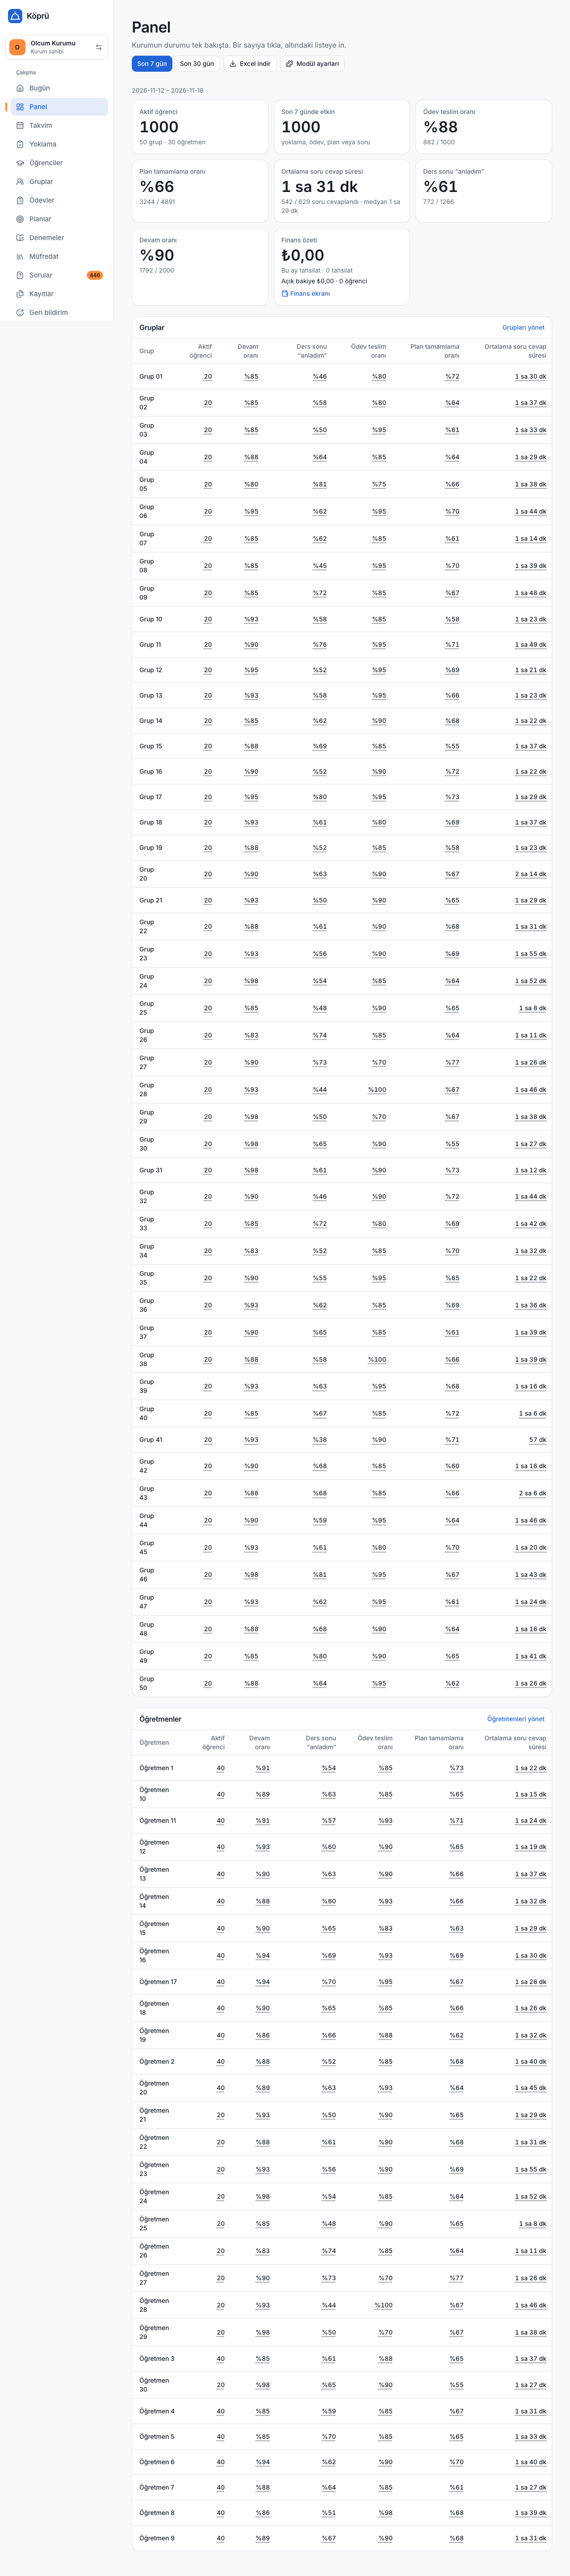 Köprü
O
Olcum Kurumu
Kurum sahibi
Çalışma
Bugün
Panel
Takvim
Yoklama
Öğrenciler
Gruplar
Ödevler
Planlar
Denemeler
Müfredat
Sorular 446
Kayıtlar
Geri bildirim
Panel
Kurumun durumu tek bakışta. Bir sayıya tıkla, altındaki listeye in.
Son 7 gün Son 30 gün Excel indir Modül ayarları
2026-11-12 – 2026-11-18
Aktif öğrenci
1000
50 grup · 30 öğretmen
Son 7 günde etkin
1000
yoklama, ödev, plan veya soru
Ödev teslim oranı
%88
882 / 1000
Plan tamamlama oranı
%66
3244 / 4891
Ortalama soru cevap süresi
1 sa 31 dk
542 / 629 soru cevaplandı · medyan 1 sa
29 dk
Ders sonu "anladım"
%61
772 / 1266
Devam oranı
%90
1792 / 2000
Finans özeti
₺0,00
Bu ay tahsilat · 0 tahsilat
Açık bakiye ₺0,00 · 0 öğrenci
Finans ekranı
Gruplar Grupları yönet
Grup Aktif öğrenci Devam oranı Ders sonu "anladım" Ödev teslim oranı Plan tamamlama oranı Ortalama soru cevap süresi
Grup 01 20 %85 %46 %80 %72 1 sa 30 dk
Grup 02 20 %85 %58 %80 %64 1 sa 37 dk
Grup 03 20 %85 %50 %95 %61 1 sa 33 dk
Grup 04 20 %88 %64 %85 %64 1 sa 29 dk
Grup 05 20 %80 %81 %75 %66 1 sa 38 dk
Grup 06 20 %95 %62 %95 %70 1 sa 44 dk
Grup 07 20 %85 %62 %85 %61 1 sa 14 dk
Grup 08 20 %85 %45 %95 %70 1 sa 39 dk
Grup 09 20 %85 %72 %85 %67 1 sa 48 dk
Grup 10 20 %93 %58 %85 %58 1 sa 23 dk
Grup 11 20 %90 %76 %95 %71 1 sa 49 dk
Grup 12 20 %95 %52 %95 %69 1 sa 21 dk
Grup 13 20 %93 %58 %95 %66 1 sa 23 dk
Grup 14 20 %85 %62 %90 %68 1 sa 22 dk
Grup 15 20 %88 %69 %85 %55 1 sa 37 dk
Grup 16 20 %90 %52 %90 %72 1 sa 22 dk
Grup 17 20 %95 %80 %95 %73 1 sa 29 dk
Grup 18 20 %93 %61 %80 %69 1 sa 37 dk
Grup 19 20 %88 %52 %85 %58 1 sa 23 dk
Grup 20 20 %90 %63 %90 %67 2 sa 14 dk
Grup 21 20 %93 %50 %90 %65 1 sa 29 dk
Grup 22 20 %88 %61 %90 %68 1 sa 31 dk
Grup 23 20 %93 %56 %90 %69 1 sa 55 dk
Grup 24 20 %98 %54 %85 %64 1 sa 52 dk
Grup 25 20 %85 %48 %90 %65 1 sa 8 dk
Grup 26 20 %83 %74 %85 %64 1 sa 11 dk
Grup 27 20 %90 %73 %70 %77 1 sa 26 dk
Grup 28 20 %93 %44 %100 %67 1 sa 46 dk
Grup 29 20 %98 %50 %70 %67 1 sa 38 dk
Grup 30 20 %98 %65 %90 %55 1 sa 27 dk
Grup 31 20 %98 %61 %90 %73 1 sa 12 dk
Grup 32 20 %90 %46 %90 %72 1 sa 44 dk
Grup 33 20 %85 %72 %80 %69 1 sa 42 dk
Grup 34 20 %83 %52 %85 %70 1 sa 32 dk
Grup 35 20 %90 %55 %95 %65 1 sa 22 dk
Grup 36 20 %93 %62 %85 %69 1 sa 36 dk
Grup 37 20 %90 %65 %85 %61 1 sa 39 dk
Grup 38 20 %88 %58 %100 %66 1 sa 39 dk
Grup 39 20 %93 %63 %95 %68 1 sa 16 dk
Grup 40 20 %85 %67 %85 %72 1 sa 6 dk
Grup 41 20 %93 %38 %90 %71 57 dk
Grup 42 20 %90 %68 %85 %60 1 sa 16 dk
Grup 43 20 %88 %68 %85 %66 2 sa 6 dk
Grup 44 20 %90 %59 %95 %64 1 sa 46 dk
Grup 45 20 %93 %61 %80 %70 1 sa 20 dk
Grup 46 20 %98 %81 %95 %67 1 sa 43 dk
Grup 47 20 %93 %62 %95 %61 1 sa 24 dk
Grup 48 20 %88 %68 %90 %64 1 sa 16 dk
Grup 49 20 %85 %80 %90 %65 1 sa 41 dk
Grup 50 20 %88 %64 %95 %62 1 sa 26 dk
Öğretmenler Öğretmenleri yönet
Öğretmen Aktif öğrenci Devam oranı Ders sonu "anladım" Ödev teslim oranı Plan tamamlama oranı Ortalama soru cevap süresi
Öğretmen 1 40 %91 %54 %85 %73 1 sa 22 dk
Öğretmen 10 40 %89 %63 %85 %65 1 sa 15 dk
Öğretmen 11 40 %91 %57 %93 %71 1 sa 24 dk
Öğretmen 12 40 %93 %60 %90 %65 1 sa 19 dk
Öğretmen 13 40 %90 %63 %90 %66 1 sa 37 dk
Öğretmen 14 40 %88 %60 %93 %66 1 sa 32 dk
Öğretmen 15 40 %90 %65 %83 %63 1 sa 29 dk
Öğretmen 16 40 %94 %69 %93 %69 1 sa 30 dk
Öğretmen 17 40 %94 %70 %95 %67 1 sa 26 dk
Öğretmen 18 40 %90 %65 %85 %66 1 sa 26 dk
Öğretmen 19 40 %86 %66 %88 %62 1 sa 32 dk
Öğretmen 2 40 %88 %52 %85 %68 1 sa 40 dk
Öğretmen 20 40 %89 %63 %93 %64 1 sa 45 dk
Öğretmen 21 20 %93 %50 %90 %65 1 sa 29 dk
Öğretmen 22 20 %88 %61 %90 %68 1 sa 31 dk
Öğretmen 23 20 %93 %56 %90 %69 1 sa 55 dk
Öğretmen 24 20 %98 %54 %85 %64 1 sa 52 dk
Öğretmen 25 20 %85 %48 %90 %65 1 sa 8 dk
Öğretmen 26 20 %83 %74 %85 %64 1 sa 11 dk
Öğretmen 27 20 %90 %73 %70 %77 1 sa 26 dk
Öğretmen 28 20 %93 %44 %100 %67 1 sa 46 dk
Öğretmen 29 20 %98 %50 %70 %67 1 sa 38 dk
Öğretmen 3 40 %85 %61 %88 %65 1 sa 37 dk
Öğretmen 30 20 %98 %65 %90 %55 1 sa 27 dk
Öğretmen 4 40 %85 %59 %85 %67 1 sa 31 dk
Öğretmen 5 40 %85 %70 %85 %65 1 sa 33 dk
Öğretmen 6 40 %94 %62 %90 %70 1 sa 40 dk
Öğretmen 7 40 %88 %64 %85 %61 1 sa 27 dk
Öğretmen 8 40 %86 %51 %98 %68 1 sa 39 dk
Öğretmen 9 40 %89 %67 %90 %68 1 sa 31 dk